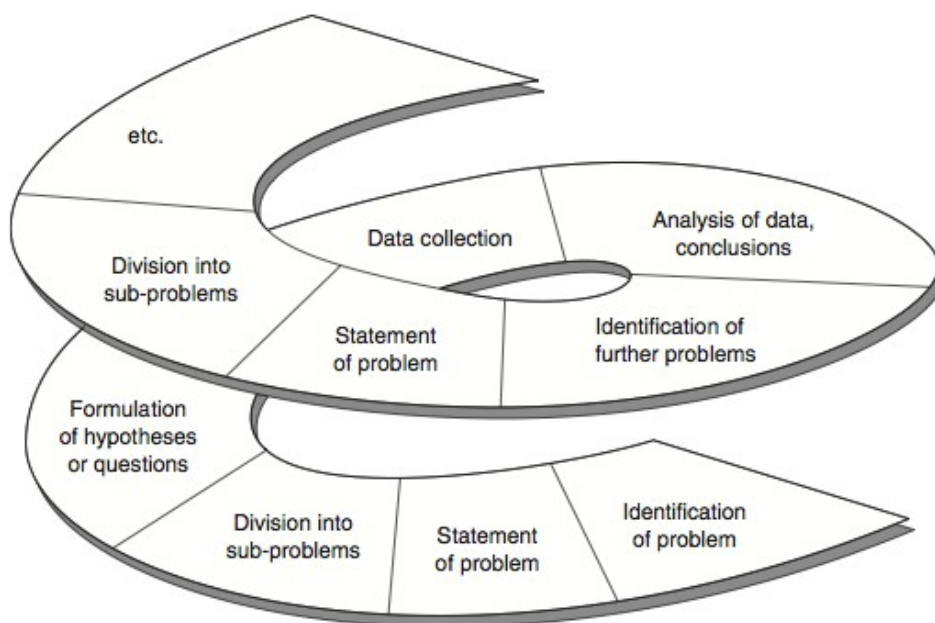 etc.
Data collection
Analysis of data,
conclusions
Division into
sub-problems
Statement
of problem
Identification of
further problems
Formulation
of hypotheses
or questions
Division into
sub-problems
Statement
of problem
Identification
of problem